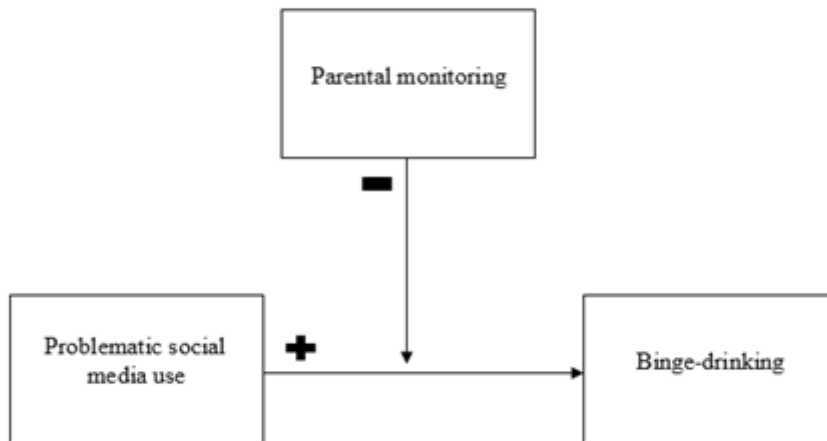 Parental monitoring
Problematic social
media use
Binge-drinking